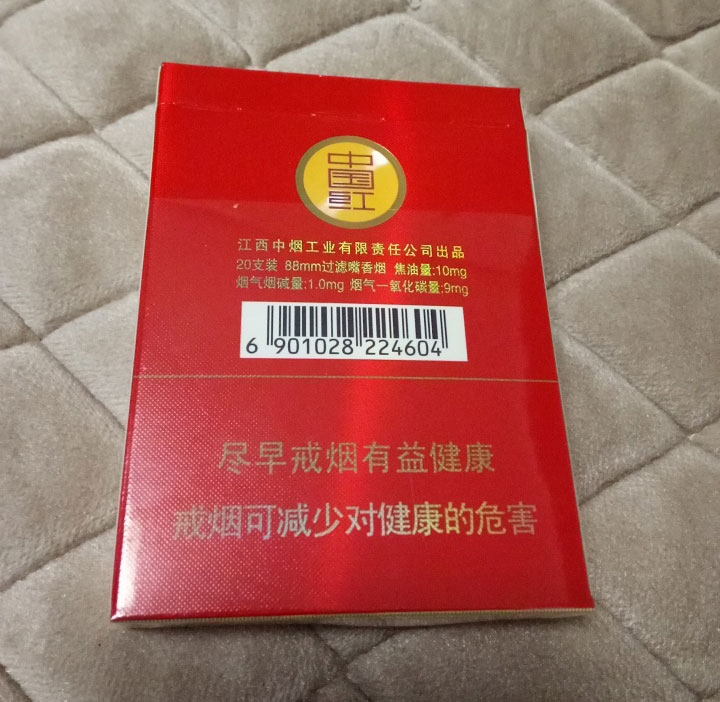 中国红
江西中烟工业有限责任公司出品
20支装 88mm过滤嘴香烟 焦油量:10mg
烟气烟碱量:1.0mg 烟气一氧化碳量:9mg
6 901028 224604
尽早戒烟有益健康
戒烟可减少对健康的危害